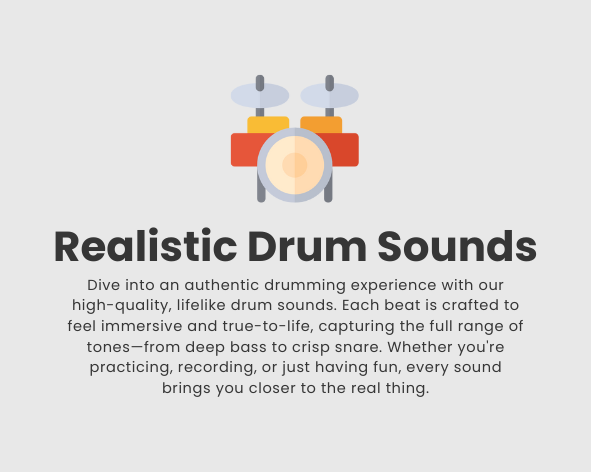 Realistic Drum Sounds
Dive into an authentic drumming experience with our
high-quality, lifelike drum sounds. Each beat is crafted to
feel immersive and true-to-life, capturing the full range of
tones—from deep bass to crisp snare. Whether you're
practicing, recording, or just having fun, every sound
brings you closer to the real thing.